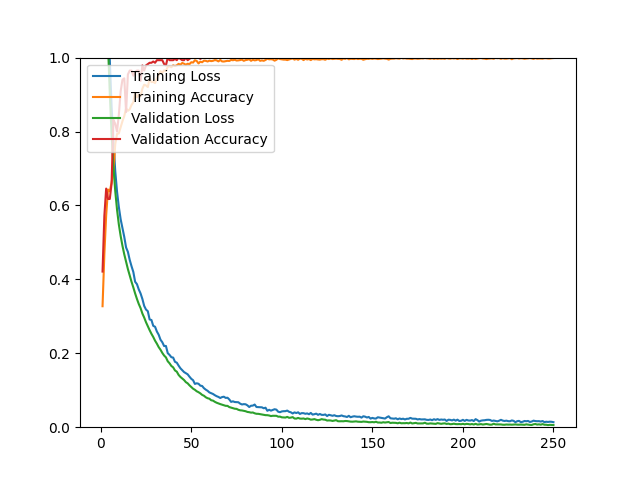 1.0
0.8
0.6
0.4
0.2
0.0
Training Loss
Training Accuracy
Validation Loss
Validation Accuracy
0 50 100 150 200 250